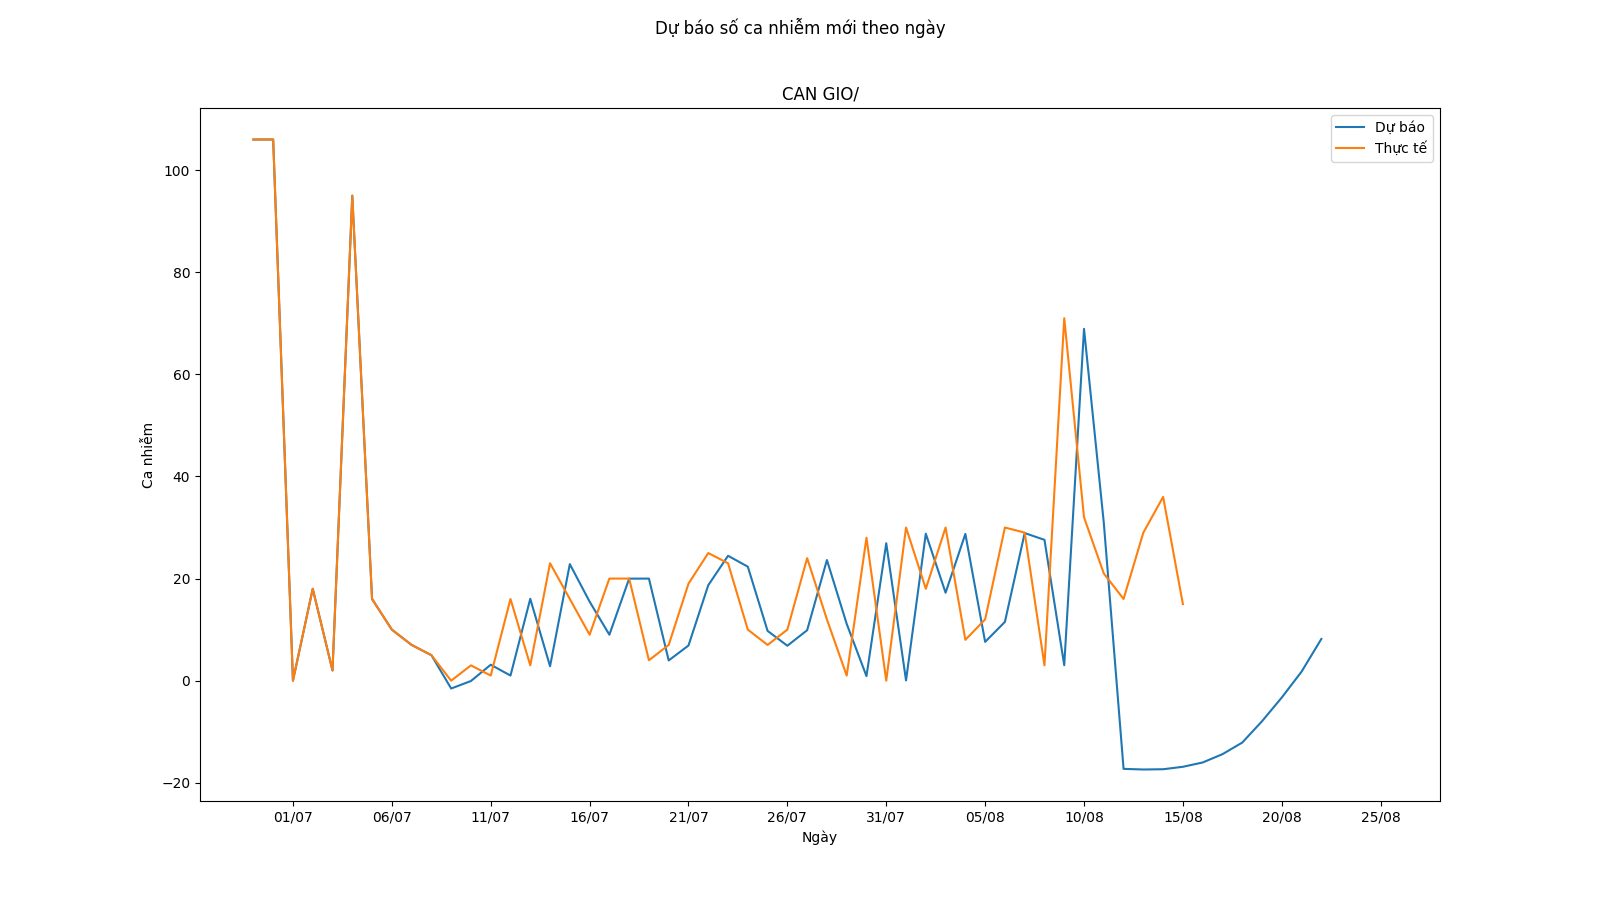 Dự báo số ca nhiễm mới theo ngày
CAN GIO/
Dự báo
Thực tế
100
80
60
40
20
0
−20
Ca nhiễm
01/07 06/07 11/07 16/07 21/07 26/07 31/07 05/08 10/08 15/08 20/08 25/08
Ngày